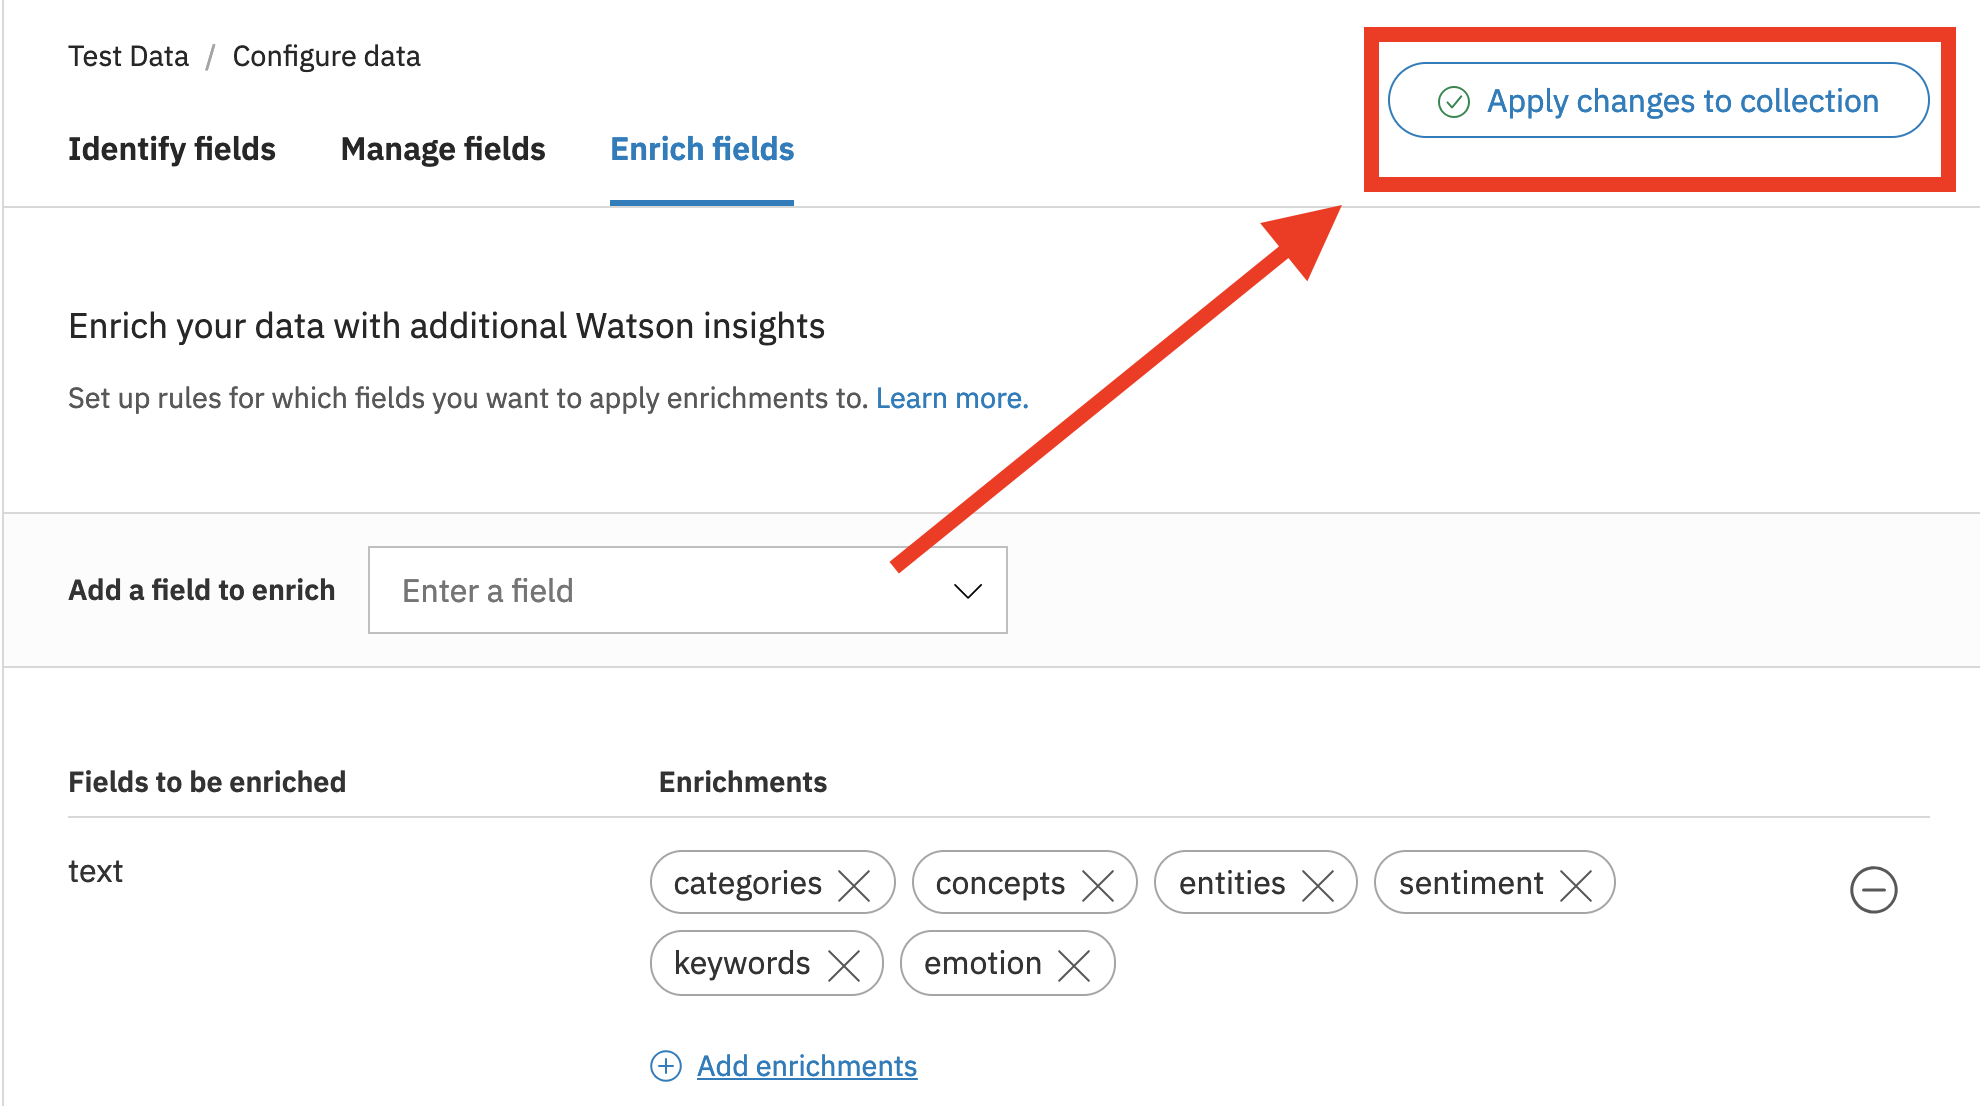 Test Data / Configure data
Apply changes to collection
Identify fields Manage fields Enrich fields
Enrich your data with additional Watson insights
Set up rules for which fields you want to apply enrichments to. Learn more.
Add a field to enrich Enter a field
Fields to be enriched Enrichments
text categories concepts entities sentiment
keywords emotion
Add enrichments